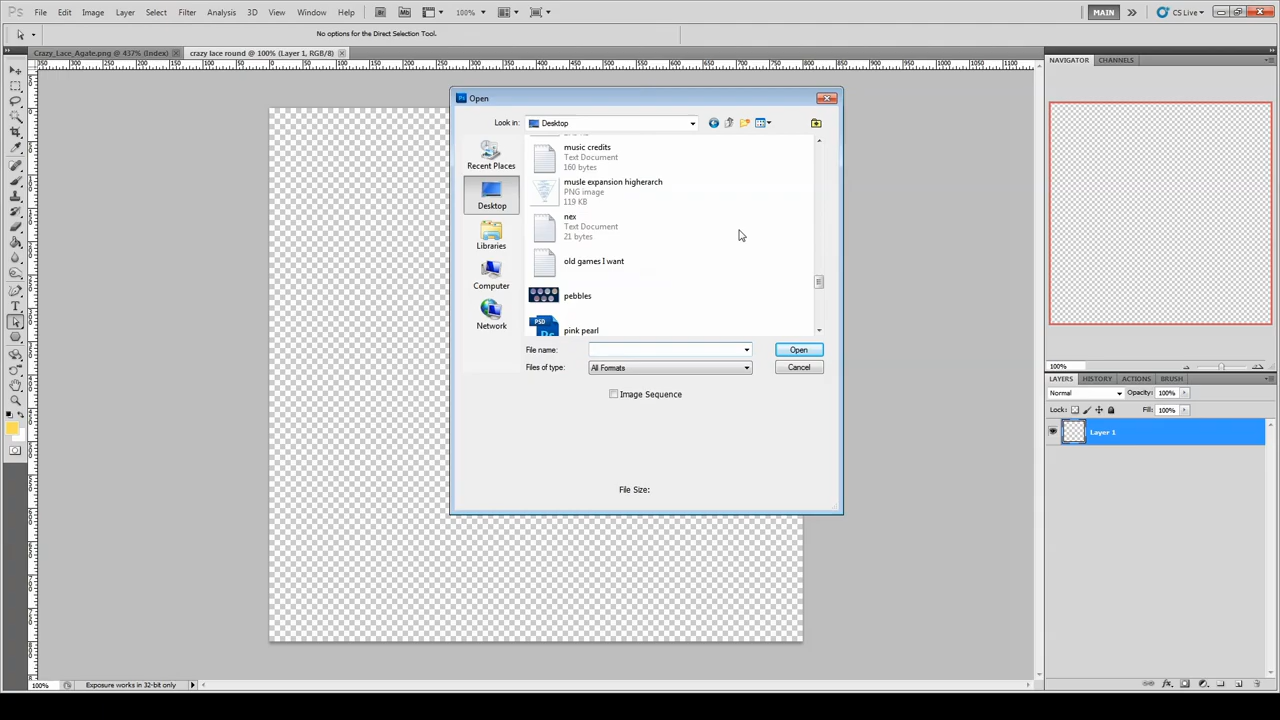 Ps File Edit Image Layer Select Filter Analysis 3D View Window Help Br Mb 100% MAIN CS Live
No options for the Direct Selection Tool.
Crazy_Lace_Agate.png @ 437% (Index) crazy lace round @ 100% (Layer 1, RGB/8)
NAVIGATOR CHANNELS
Open
Look in: Desktop
Recent Places
Desktop
Libraries
Computer
Network
music credits
Text Document
160 bytes
musle expansion higherarch
PNG image
119 KB
nex
Text Document
21 bytes
old games I want
pebbles
PSD
pink pearl
File name: Open
Files of type: All Formats Cancel
Image Sequence
File Size:
100%
LAYERS HISTORY ACTIONS BRUSH
Normal Opacity: 100%
Lock: Fill: 100%
Layer 1
100% Exposure works in 32-bit only